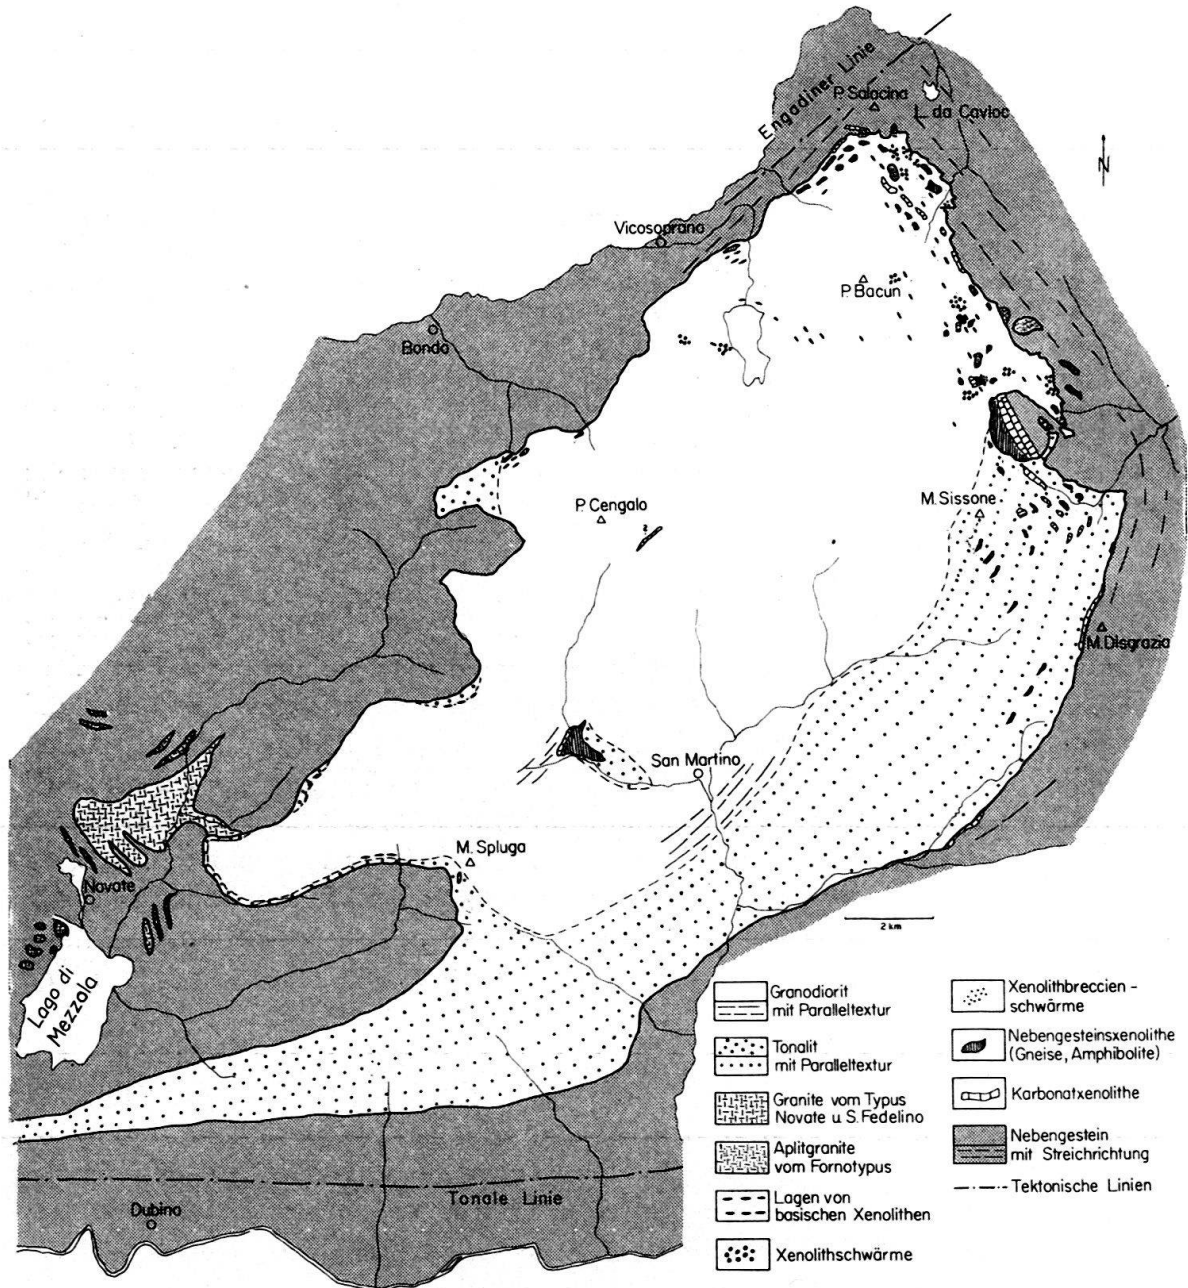 Engadiner Linie
P. Salacina
L. da Cavloc
N
Vicosoprano
P. Bacun
Bondo
P. Cengalo
M. Sissone
M. Disgrazia
San Martino
M. Spluga
Novate
2 km
Lago di
Mezzola
Tonale Linie
Dubino
Granodiorit
mit Paralleltextur
Tonalit
mit Paralleltextur
Granite vom Typus
Novate u. S. Fedelino
Aplitgranite
vom Fornotypus
Lagen von
basischen Xenolithen
Xenolithschwärme
Xenolithbreccien -
schwärme
Nebengesteinsxenolithe
(Gneise, Amphibolite)
Karbonatxenolithe
Nebengestein
mit Streichrichtung
Tektonische Linien